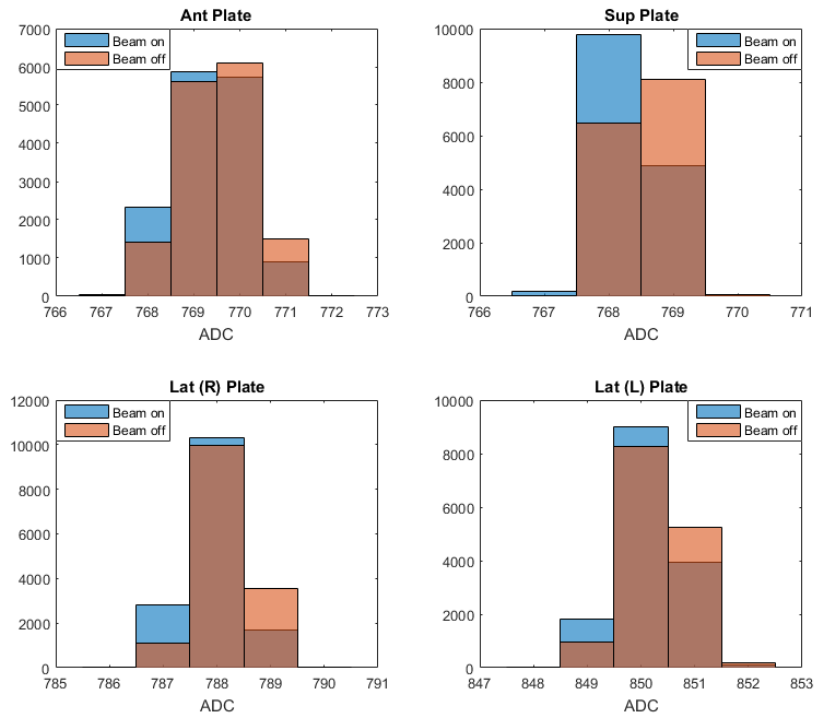 Ant Plate
7000
6000
5000
4000
3000
2000
1000
0
Beam on
Beam off
766 767 768 769 770 771 772 773
ADC
Sup Plate
10000
8000
6000
4000
2000
0
Beam on
Beam off
766 767 768 769 770 771
ADC
Lat (R) Plate
12000
10000
8000
6000
4000
2000
0
Beam on
Beam off
785 786 787 788 789 790 791
ADC
Lat (L) Plate
10000
8000
6000
4000
2000
0
Beam on
Beam off
847 848 849 850 851 852 853
ADC